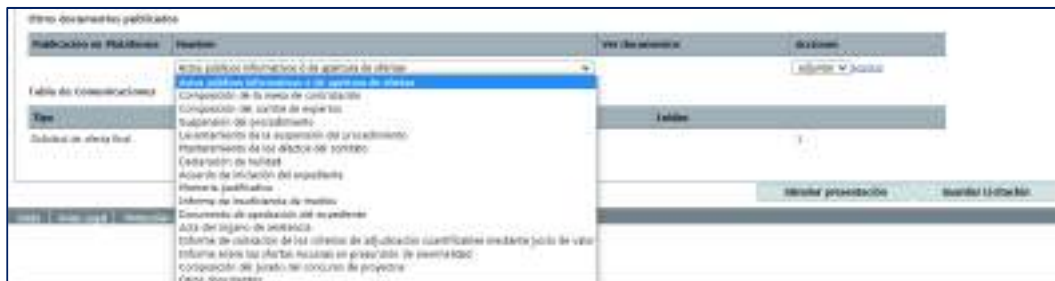 Otros documentos publicados
Publicación en Plataforma Nombre Ver documentos Acciones
Actos públicos informativos ó de apertura de ofertas
Adjuntar
Actos públicos informativos ó de apertura de ofertas
Tabla de Comunicaciones
Composición de la mesa de contratación
Composición del comité de expertos
Tipo
Suspensión del procedimiento
Levantamiento de la suspensión del procedimiento
Solicitud de oferta final 1
Mantenimiento de los efectos del contrato
Declaración de Nulidad
Acuerdo de iniciación del expediente
Memoria justificativa
Informe de insuficiencia de medios
Documento de aprobación del expediente
Acta del órgano de asistencia
Informe de valoración de los criterios de adjudicación cuantificables mediante juicio de valor
Informe sobre las ofertas incursas en presunción de anormalidad
Composición del jurado del concurso de proyectos
Otros documentos
Simular presentación Guardar Licitación
Aviso Legal